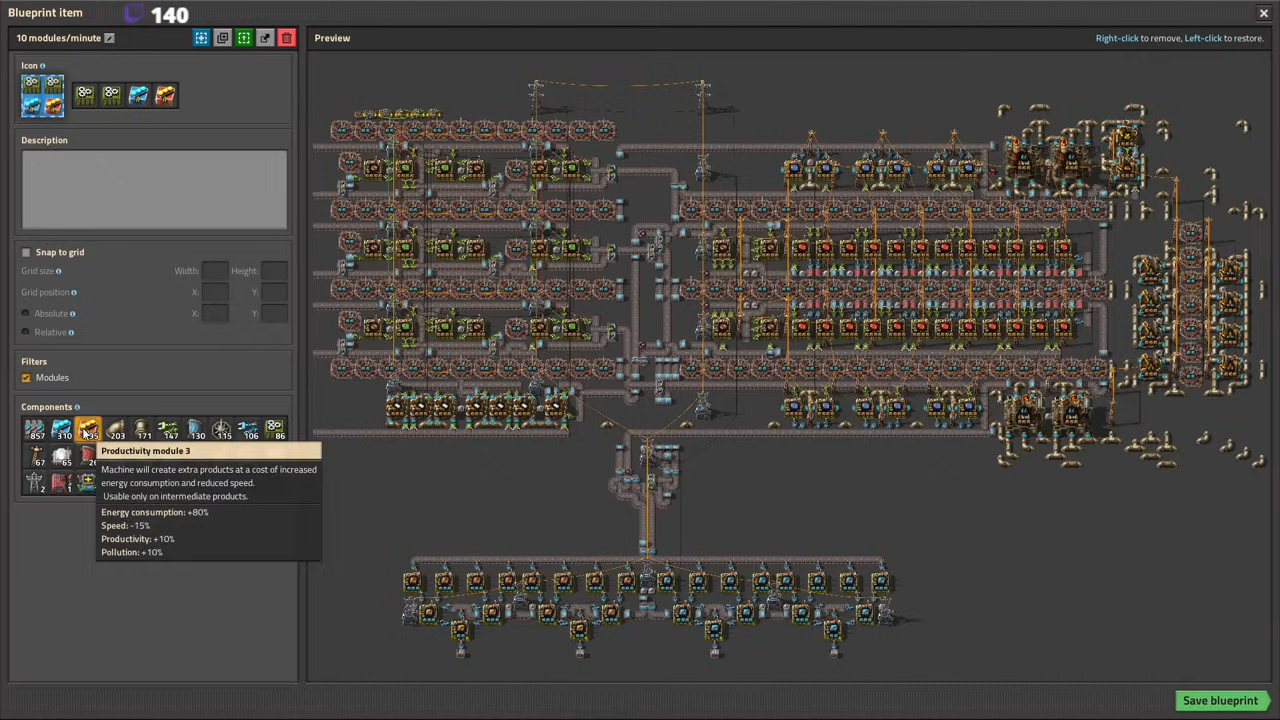 Blueprint item
140
10 modules/minute
Preview
Right-click to remove, Left-click to restore.
Icon
Description
Snap to grid
Grid size
Width:
Height:
Grid position
X:
Y:
Absolute
X:
Y:
Relative
Filters
Modules
Components
857
310
203
171
147
130
115
106
86
67
65
2
1
Productivity module 3
Machine will create extra products at a cost of increased
energy consumption and reduced speed.
Usable only on intermediate products.
Energy consumption: +80%
Speed: -15%
Productivity: +10%
Pollution: +10%
Save blueprint